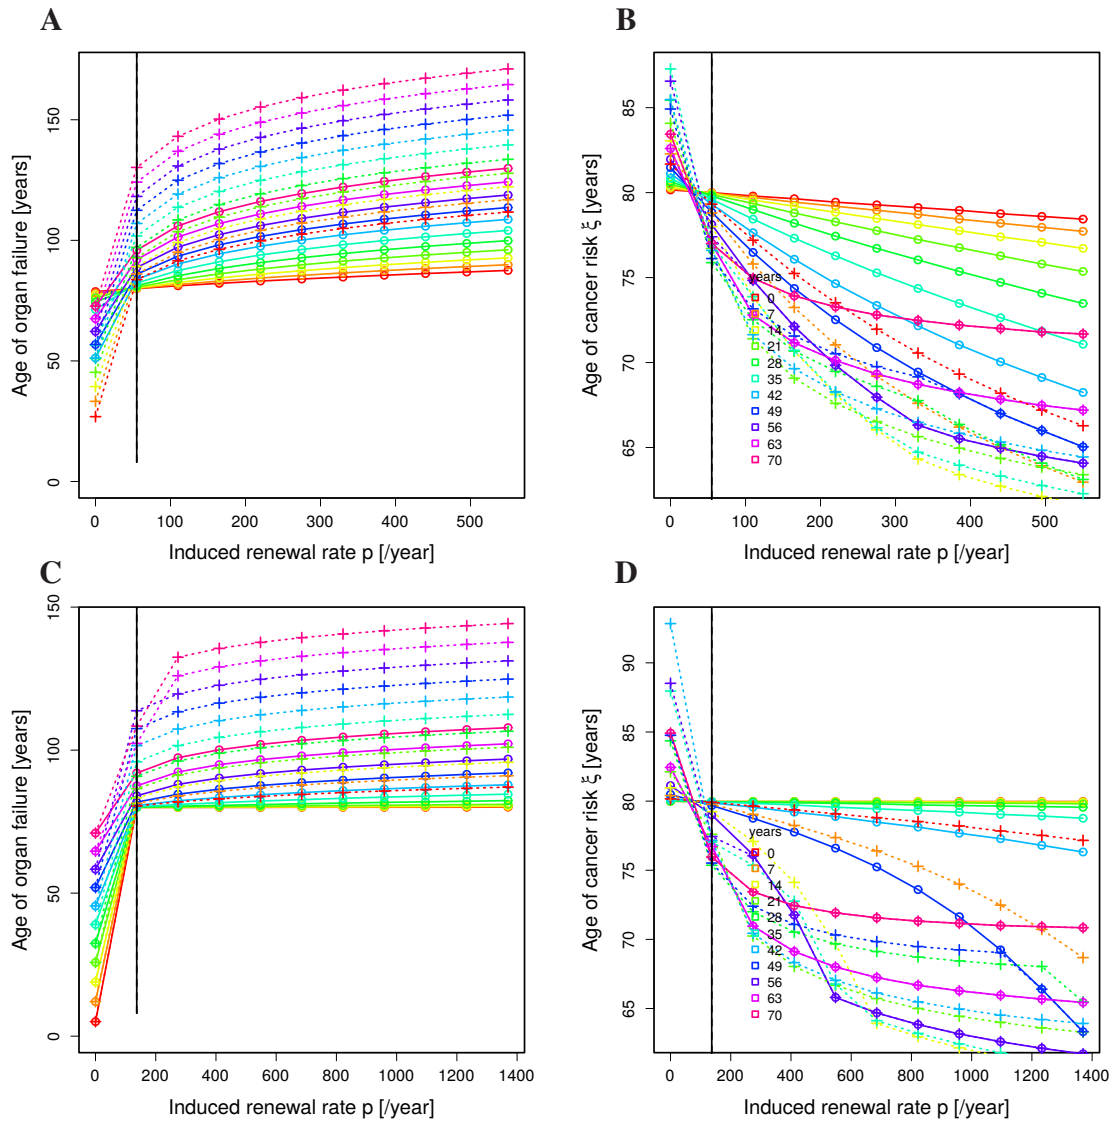 A
B
Age of organ failure [years]
150
100
50
0
0 100 200 300 400 500
Induced renewal rate p [/year]
Age of cancer risk ξ [years]
85
80
75
70
65
years
0
7
14
21
28
35
42
49
56
63
70
0 100 200 300 400 500
Induced renewal rate p [/year]
C
D
Age of organ failure [years]
150
100
50
0
0 200 400 600 800 1000 1200 1400
Induced renewal rate p [/year]
Age of cancer risk ξ [years]
90
85
80
75
70
65
years
0
7
14
21
28
35
42
49
56
63
70
0 200 400 600 800 1000 1200 1400
Induced renewal rate p [/year]